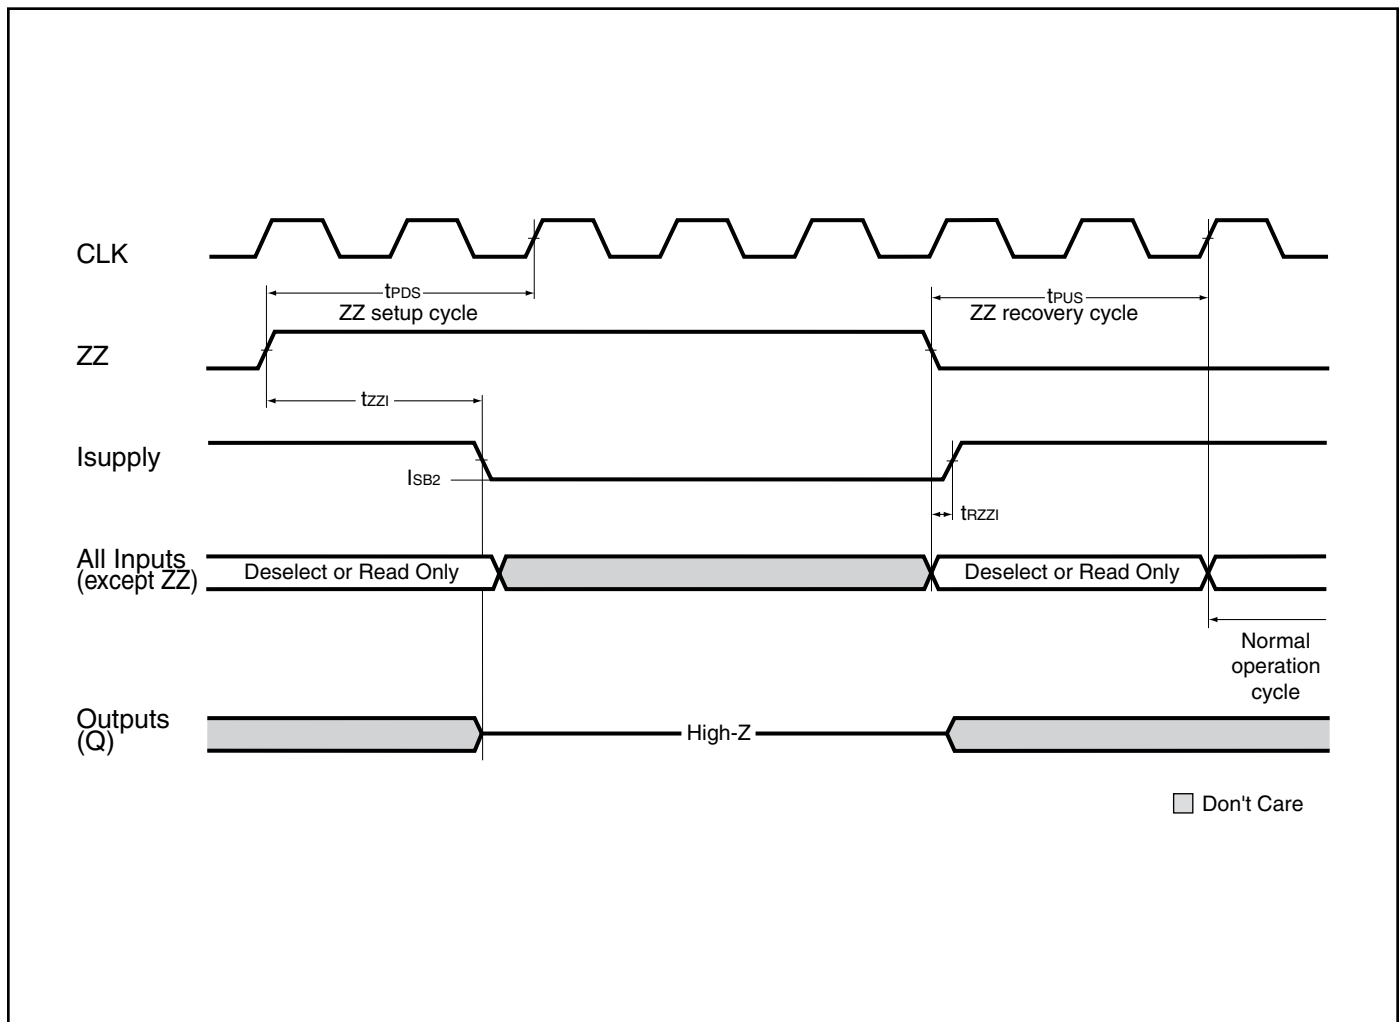 CLK
tPDS
ZZ setup cycle
tPUS
ZZ recovery cycle
ZZ
tZZI
Isupply
ISB2
tRZZI
All Inputs
(except ZZ)
Deselect or Read Only
Deselect or Read Only
Normal
operation
cycle
Outputs
(Q)
High-Z
Don't Care